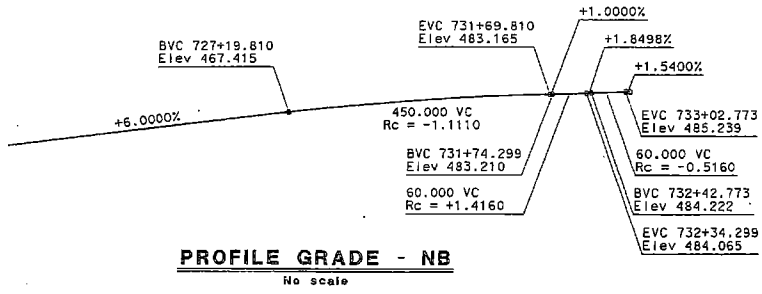 +1.0000%
EVC 731+69.810
Elev 483.165
+1.8498%
BVC 727+19.810
Elev 467.415
+1.5400%
+6.0000%
450.000 VC
Rc = -1.1110
EVC 733+02.773
Elev 485.239
BVC 731+74.299
Elev 483.210
60.000 VC
Rc = -0.5160
60.000 VC
Rc = +1.4160
BVC 732+42.773
Elev 484.222
EVC 732+34.299
Elev 484.065
PROFILE GRADE - NB
No scale